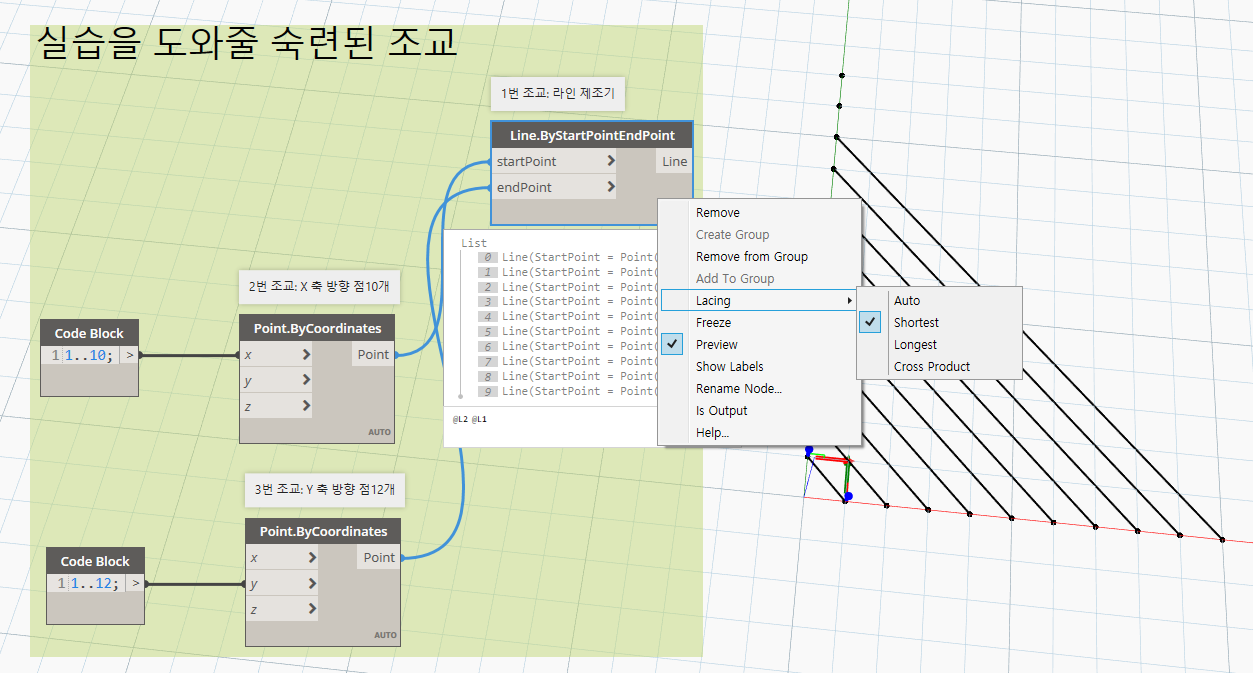 실습을 도와줄 숙련된 조교
1번 조교: 라인 제조기
Line.ByStartPointEndPoint
startPoint > Line
endPoint >
List
0 Line(StartPoint = Point(
1 Line(StartPoint = Point(
2 Line(StartPoint = Point(
3 Line(StartPoint = Point(
4 Line(StartPoint = Point(
5 Line(StartPoint = Point(
6 Line(StartPoint = Point(
7 Line(StartPoint = Point(
8 Line(StartPoint = Point(
9 Line(StartPoint = Point(
@L2 @L1
Remove
Create Group
Remove from Group
Add To Group
Lacing
Freeze
Preview
Show Labels
Rename Node...
Is Output
Help...
Auto
Shortest
Longest
Cross Product
2번 조교: X 축 방향 점10개
Code Block
1 1..10; >
Point.ByCoordinates
x > Point
y >
z >
AUTO
3번 조교: Y 축 방향 점12개
Code Block
1 1..12; >
Point.ByCoordinates
x > Point
y >
z >
AUTO